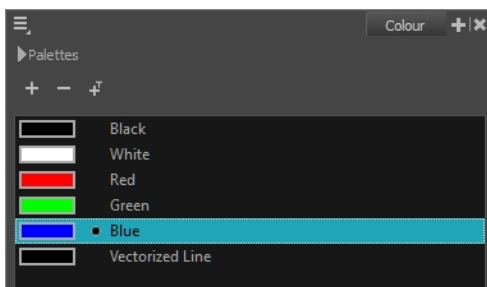 Colour
Palettes
Black
White
Red
Green
Blue
Vectorized Line